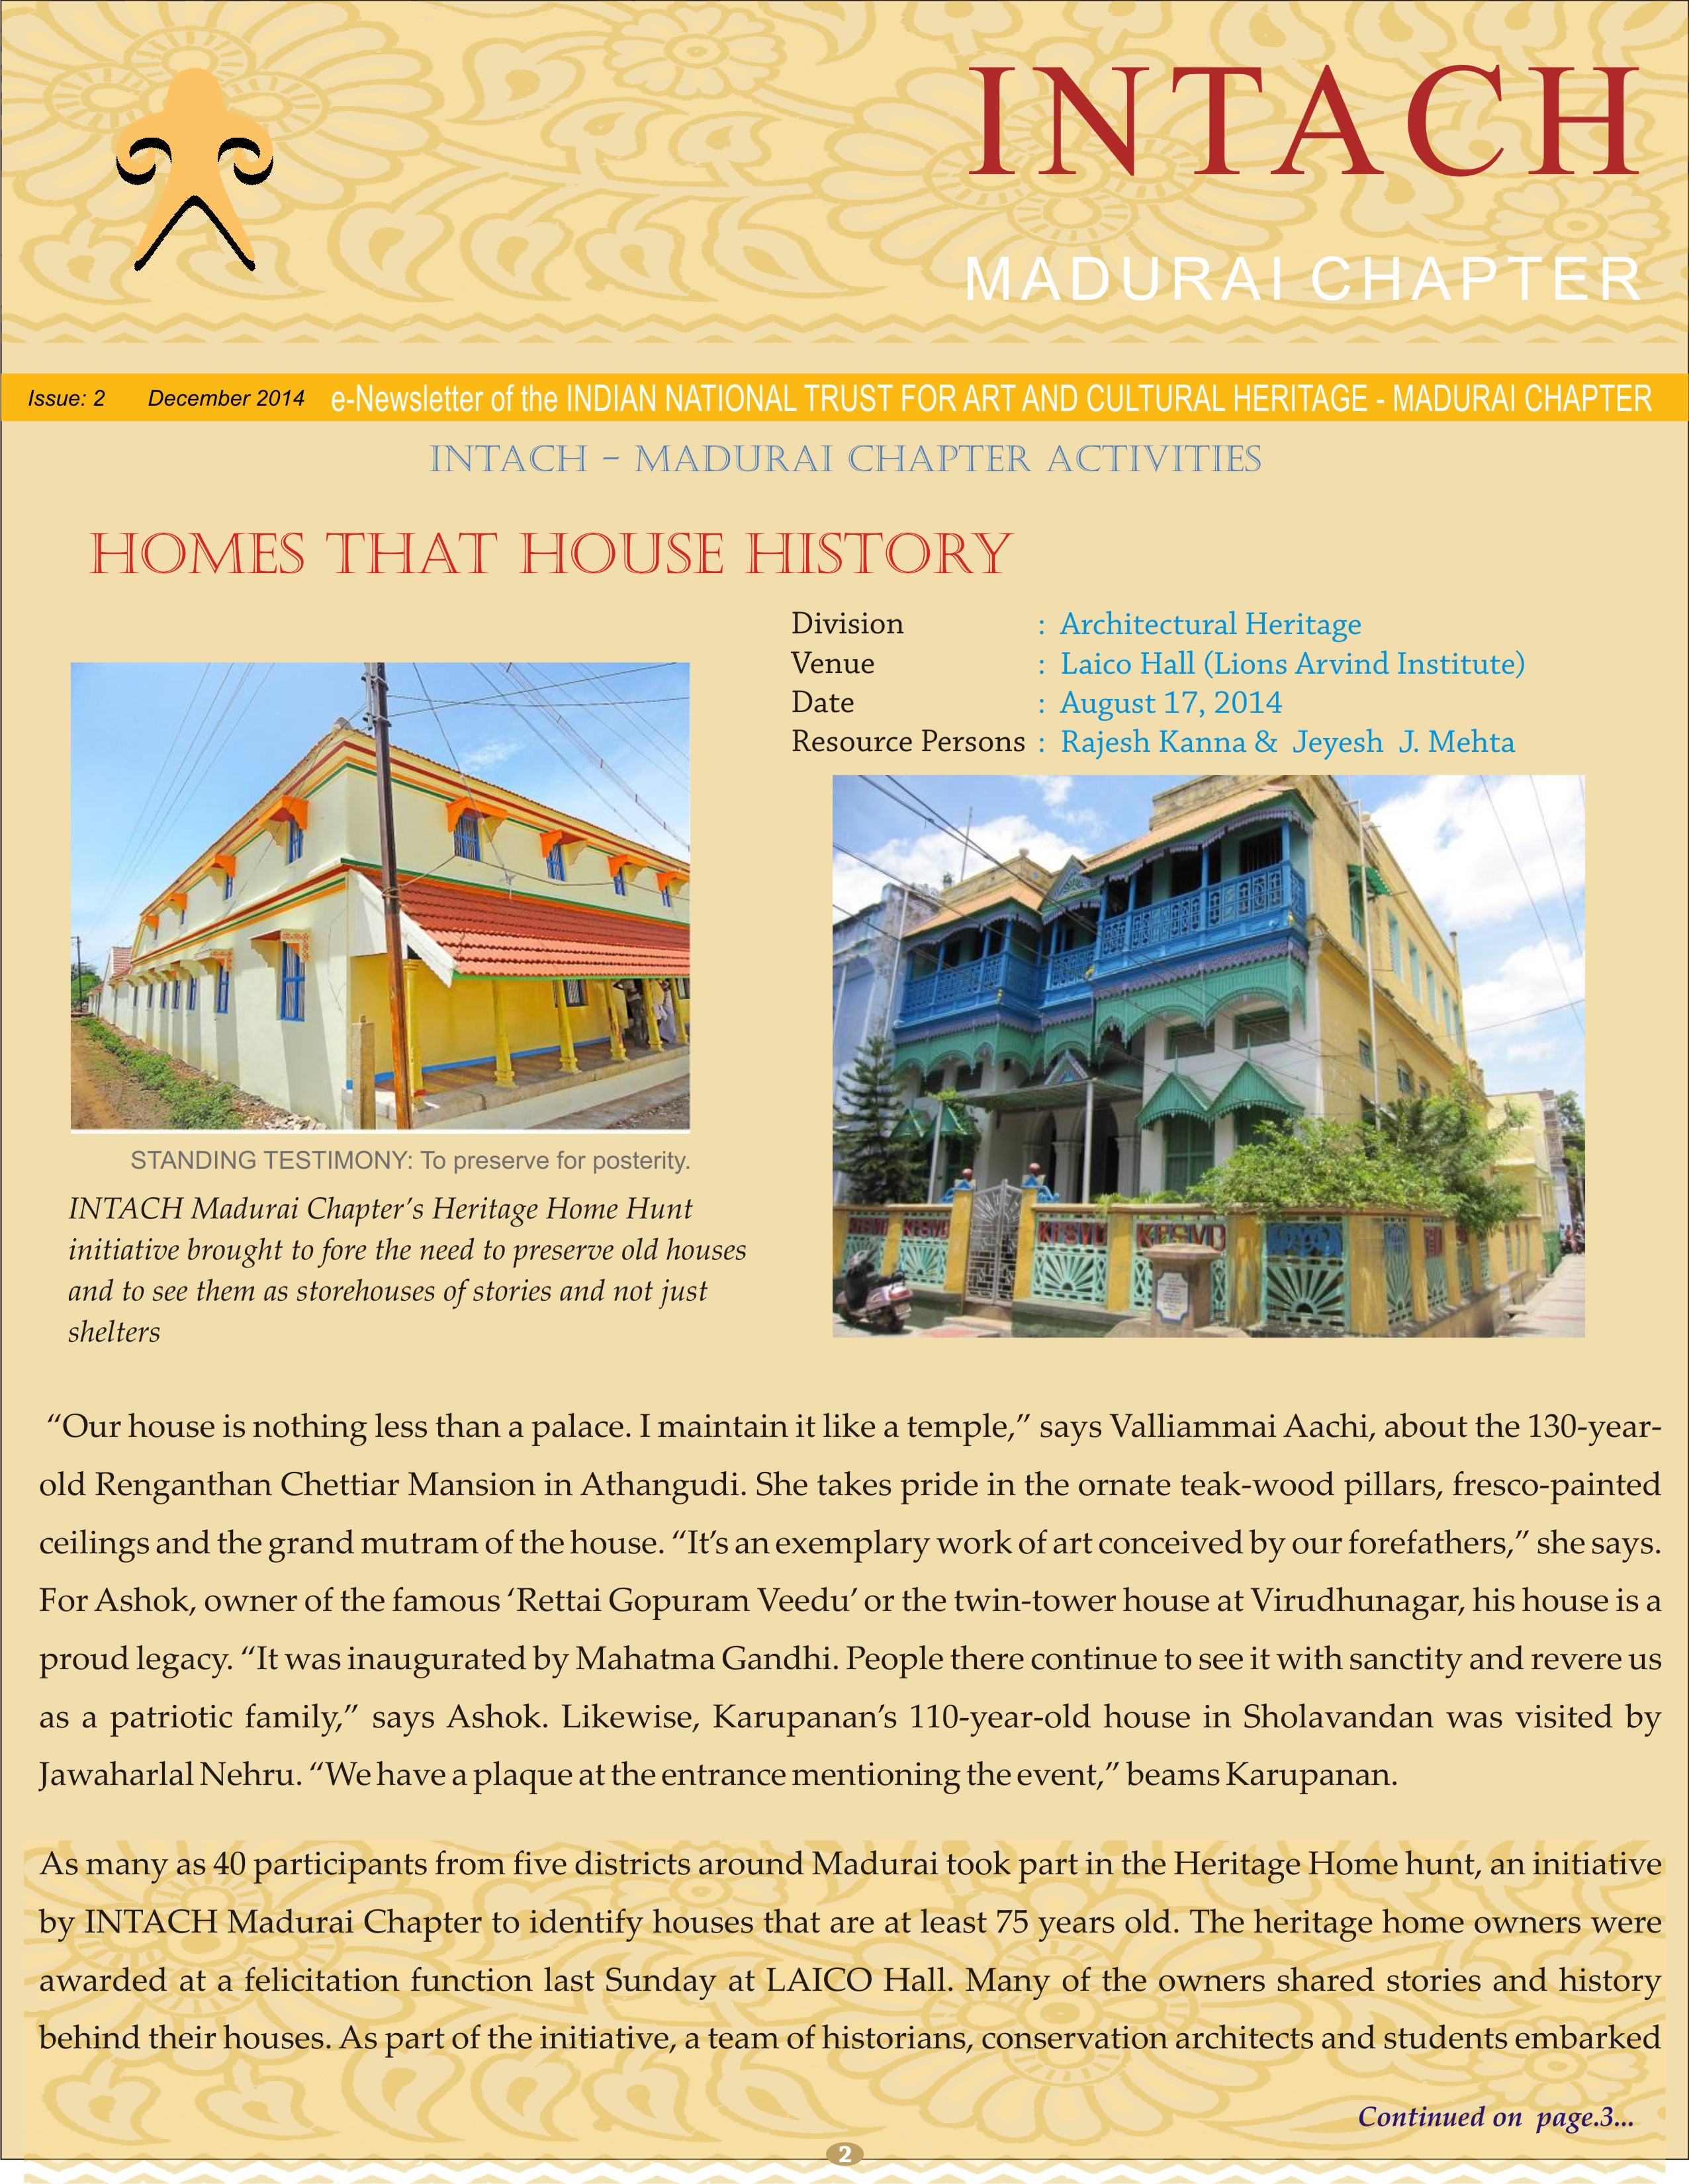 INTACH
MADURAI CHAPTER
Issue: 2 December 2014 e-Newsletter of the INDIAN NATIONAL TRUST FOR ART AND CULTURAL HERITAGE - MADURAI CHAPTER
INTACH - MADURAI CHAPTER ACTIVITIES
HOMES THAT HOUSE HISTORY
Division : Architectural Heritage
Venue : Laico Hall (Lions Arvind Institute)
Date : August 17, 2014
Resource Persons : Rajesh Kanna & Jeyesh J. Mehta
STANDING TESTIMONY: To preserve for posterity.
INTACH Madurai Chapter’s Heritage Home Hunt
initiative brought to fore the need to preserve old houses
and to see them as storehouses of stories and not just
shelters
KPSVD KPSVD
“Our house is nothing less than a palace. I maintain it like a temple,” says Valliammai Aachi, about the 130-year-
old Renganthan Chettiar Mansion in Athangudi. She takes pride in the ornate teak-wood pillars, fresco-painted
ceilings and the grand mutram of the house. “It’s an exemplary work of art conceived by our forefathers,” she says.
For Ashok, owner of the famous ‘Rettai Gopuram Veedu’ or the twin-tower house at Virudhunagar, his house is a
proud legacy. “It was inaugurated by Mahatma Gandhi. People there continue to see it with sanctity and revere us
as a patriotic family,” says Ashok. Likewise, Karupanan’s 110-year-old house in Sholavandan was visited by
Jawaharlal Nehru. “We have a plaque at the entrance mentioning the event,” beams Karupanan.
As many as 40 participants from five districts around Madurai took part in the Heritage Home hunt, an initiative
by INTACH Madurai Chapter to identify houses that are at least 75 years old. The heritage home owners were
awarded at a felicitation function last Sunday at LAICO Hall. Many of the owners shared stories and history
behind their houses. As part of the initiative, a team of historians, conservation architects and students embarked
Continued on page.3...
2